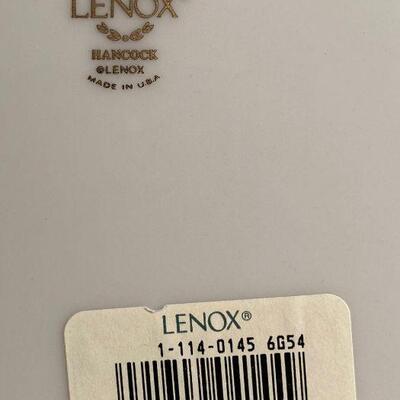 LENOX
HANCOCK
©LENOX
MADE IN U.S.A
LENOX®
1-114-0145 6G54